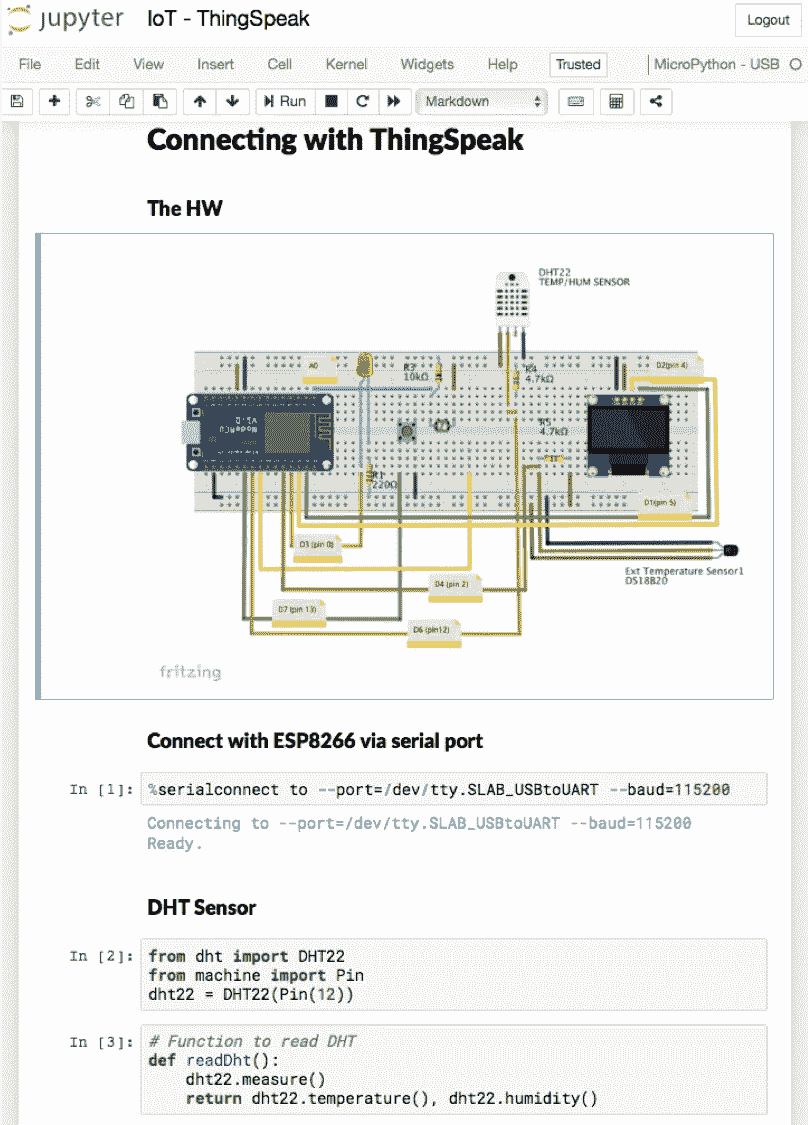 jupyter IoT - ThingSpeak Logout
File Edit View Insert Cell Kernel Widgets Help Trusted MicroPython - USB
Run Markdown
Connecting with ThingSpeak
The HW
DHT22
TEMP/HUM SENSOR
A0
10kΩ
R4
4.7kΩ
D2(pin 4)
NodeMCU
V1.0
R5
4.7kΩ
R1
220Ω
D1(pin 5)
D3 (pin 0)
Ext Temperature Sensor1
DS18B20
D4 (pin 2)
D7 (pin 13)
D6 (pin12)
fritzing
Connect with ESP8266 via serial port
In [1]: %serialconnect to --port=/dev/tty.SLAB_USBtoUART --baud=115200
Connecting to --port=/dev/tty.SLAB_USBtoUART --baud=115200
Ready.
DHT Sensor
In [2]: from dht import DHT22
from machine import Pin
dht22 = DHT22(Pin(12))
In [3]: # Function to read DHT
def readDht():
    dht22.measure()
    return dht22.temperature(), dht22.humidity()